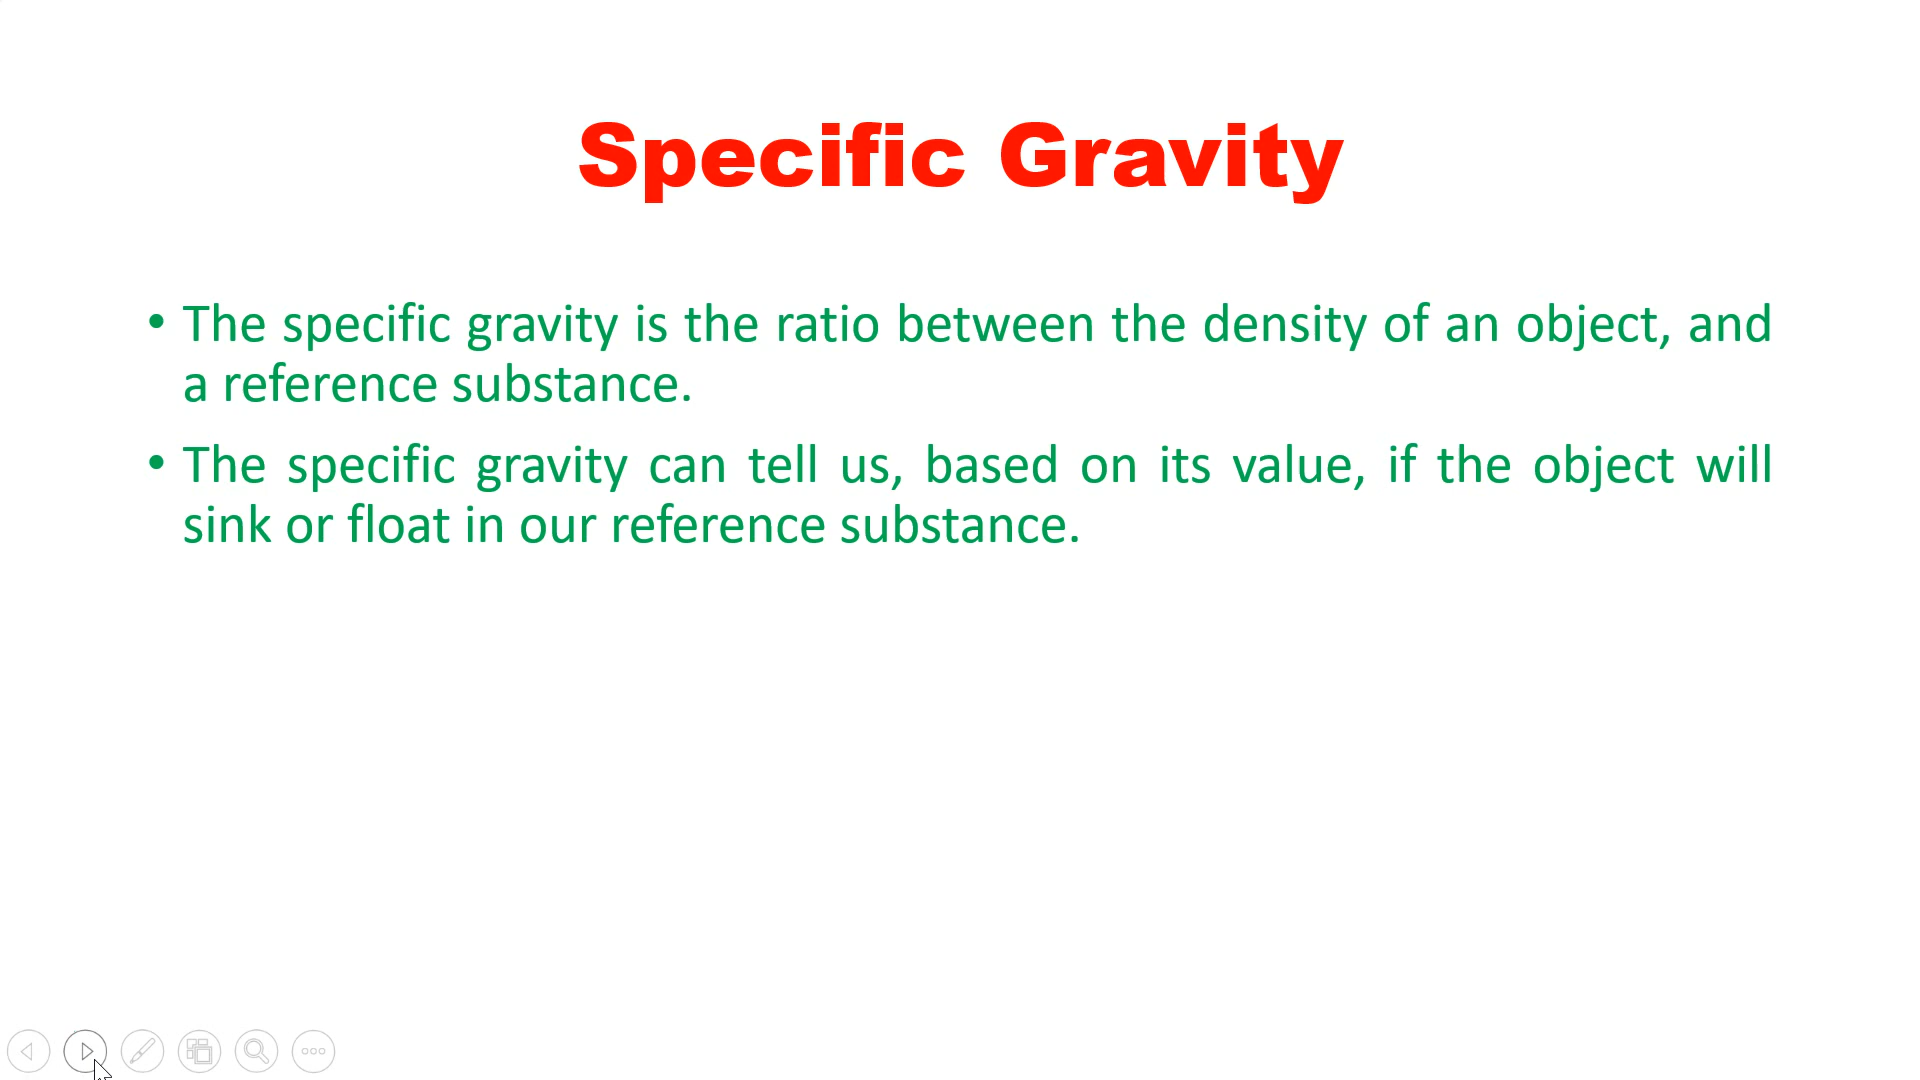 Specific Gravity
• The specific gravity is the ratio between the density of an object, and
a reference substance.
• The specific gravity can tell us, based on its value, if the object will
sink or float in our reference substance.